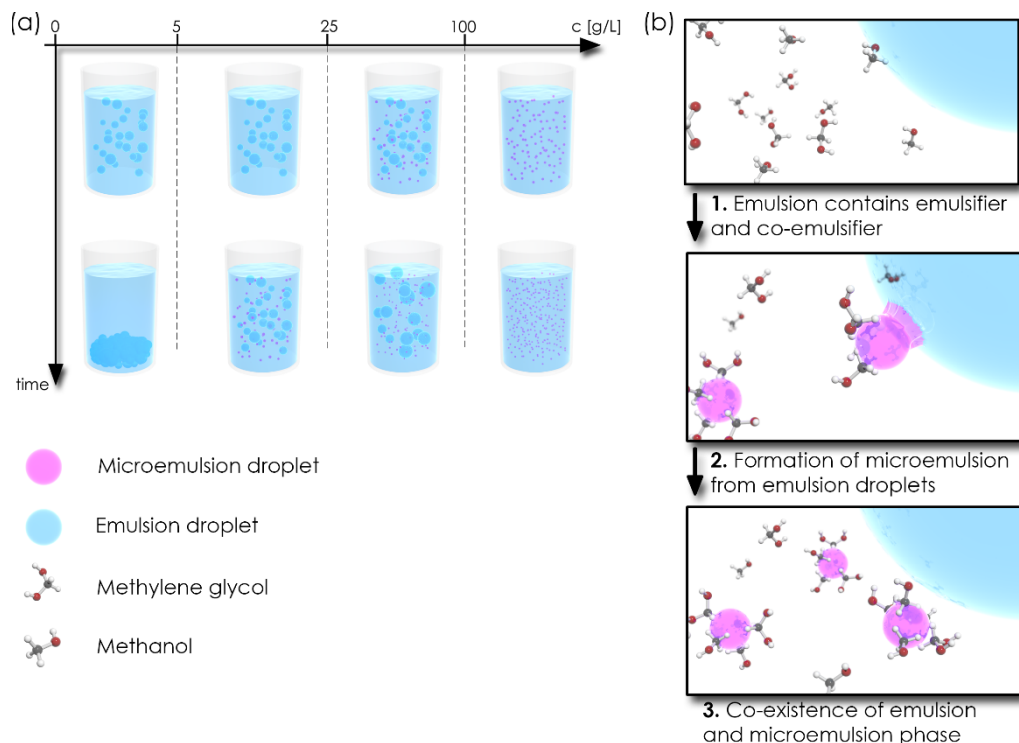 (a)
0 5 25 100 c [g/L]
time
Microemulsion droplet
Emulsion droplet
Methylene glycol
Methanol
(b)
1. Emulsion contains emulsifier
and co-emulsifier
2. Formation of microemulsion
from emulsion droplets
3. Co-existence of emulsion
and microemulsion phase